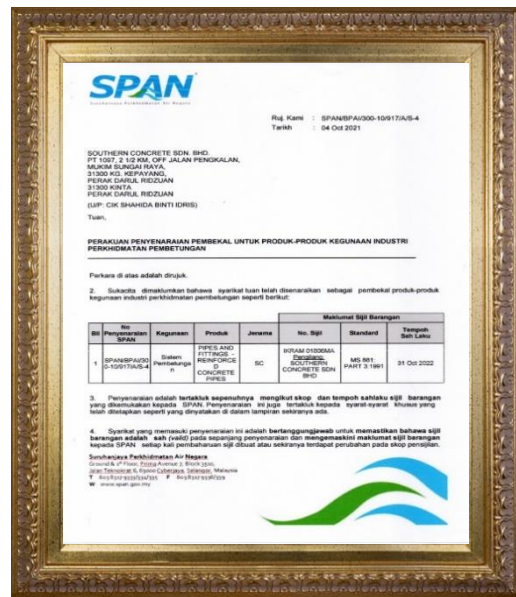 SPAN
Suruhanjaya Perkhidmatan Air Negara
Ruj. Kami : SPAN/BPAI/300-10/917/A/S-4
Tarikh : 04 Oct 2021
SOUTHERN CONCRETE SDN. BHD.
PT 1097, 2 1/2 KM, OFF JALAN PENGKALAN,
MUKIM SUNGAI RAYA,
31300 KG. KEPAYANG,
PERAK DARUL RIDZUAN
31300 KINTA
PERAK DARUL RIDZUAN
(U/P: CIK SHAHIDA BINTI IDRIS)
Tuan,
PERAKUAN PENYENARAIAN PEMBEKAL UNTUK PRODUK-PRODUK KEGUNAAN INDUSTRI
PERKHIDMATAN PEMBETUNGAN
Perkara di atas adalah dirujuk.
2. Sukacita dimaklumkan bahawa syarikat tuan telah disenaraikan sebagai pembekal produk-produk
kegunaan industri perkhidmatan pembetungan seperti berikut:
Maklumat Sijil Barangan
Bil No Penyenaraian SPAN Kegunaan Produk Jenama No. Sijil Standard Tempoh Sah Laku
1 SPAN/BPAI/300-10/917/A/S-4 Sistem Pembetungan PIPES AND FITTINGS - REINFORCED CONCRETE PIPES SC IKRAM 01506MA Pengilang: SOUTHERN CONCRETE SDN BHD MS 881: PART 3:1991 31 Oct 2022
3. Penyenaraian adalah tertakluk sepenuhnya mengikut skop dan tempoh sahlaku sijil barangan
yang dikemukakan kepada SPAN. Penyenaraian ini juga tertakluk kepada syarat-syarat khusus yang
telah ditetapkan seperti yang dinyatakan di dalam lampiran sekiranya ada.
4. Syarikat yang memasuki penyenaraian ini adalah bertanggungjawab untuk memastikan bahawa sijil
barangan adalah sah (valid) pada sepanjang penyenaraian dan mengemaskini maklumat sijil barangan
kepada SPAN setiap kali pembaharuan sijil dibuat atau sekiranya terdapat perubahan pada skop pensijilan.
Suruhanjaya Perkhidmatan Air Negara
Ground & 1st Floor, Prima Avenue 7, Block 3510,
Jalan Teknokrat 6, 63000 Cyberjaya, Selangor, Malaysia
W www.span.gov.my